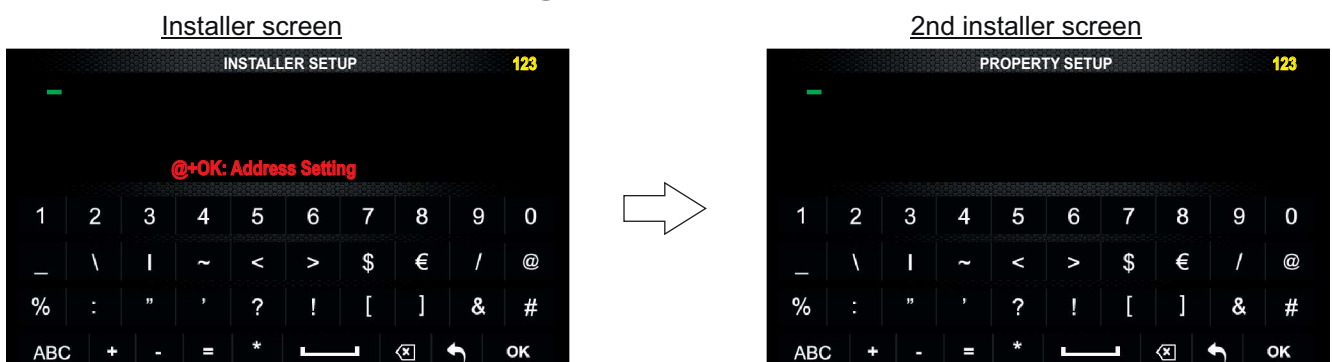 Installer screen
INSTALLER SETUP 123
@+OK: Address Setting
1 2 3 4 5 6 7 8 9 0
_ \ | ~ < > $ € / @
% : " ' ? ! [ ] & #
ABC + - = * OK
2nd installer screen
PROPERTY SETUP 123
1 2 3 4 5 6 7 8 9 0
_ \ | ~ < > $ € / @
% : " ' ? ! [ ] & #
ABC + - = * OK